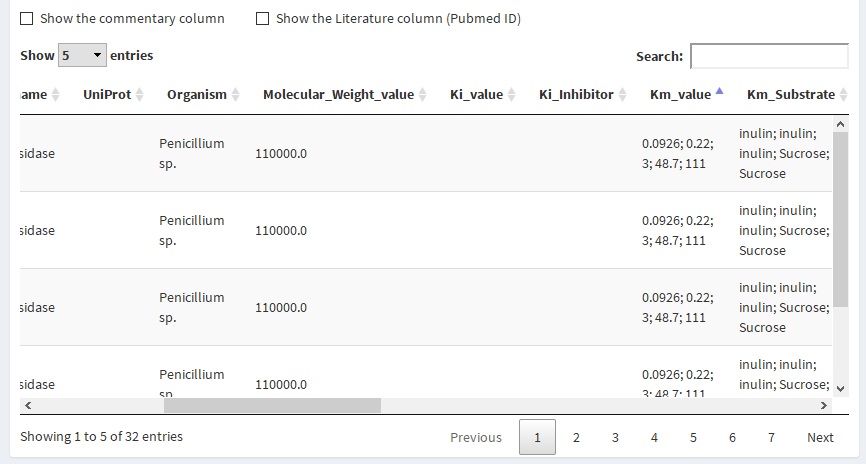 Show the commentary column Show the Literature column (Pubmed ID)
Show 5 entries Search:
ame UniProt Organism Molecular_Weight_value Ki_value Ki_Inhibitor Km_value Km_Substrate
sidase Penicillium sp. 110000.0 0.0926; 0.22; 3; 48.7; 111 inulin; inulin; inulin; Sucrose; Sucrose
sidase Penicillium sp. 110000.0 0.0926; 0.22; 3; 48.7; 111 inulin; inulin; inulin; Sucrose; Sucrose
sidase Penicillium sp. 110000.0 0.0926; 0.22; 3; 48.7; 111 inulin; inulin; inulin; Sucrose; Sucrose
sidase Penicillium sp. 110000.0 0.0926; 0.22; 3; 48.7; 111 inulin; inulin; inulin; Sucrose;
Showing 1 to 5 of 32 entries Previous 1 2 3 4 5 6 7 Next